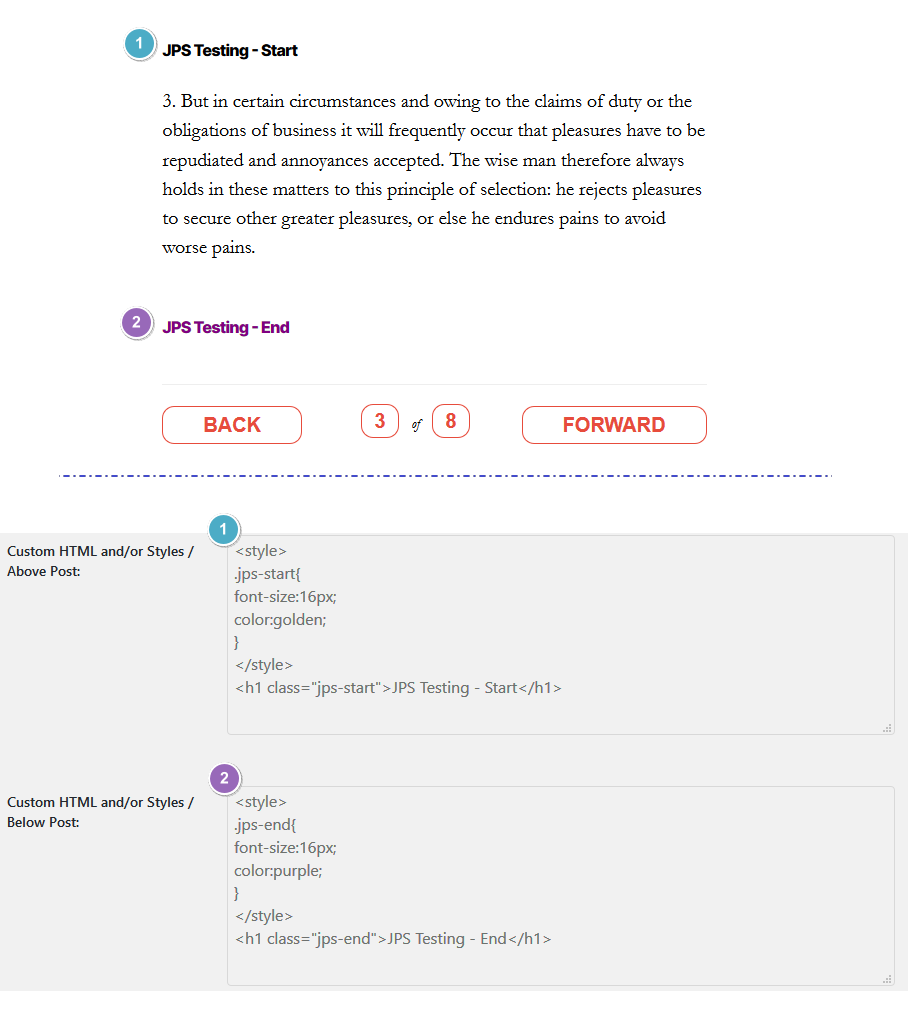 1
JPS Testing - Start
3. But in certain circumstances and owing to the claims of duty or the
obligations of business it will frequently occur that pleasures have to be
repudiated and annoyances accepted. The wise man therefore always
holds in these matters to this principle of selection: he rejects pleasures
to secure other greater pleasures, or else he endures pains to avoid
worse pains.
2
JPS Testing - End
BACK 3 of 8 FORWARD
1
Custom HTML and/or Styles /
Above Post:
<style>
.jps-start{
font-size:16px;
color:golden;
}
</style>
<h1 class="jps-start">JPS Testing - Start</h1>
2
Custom HTML and/or Styles /
Below Post:
<style>
.jps-end{
font-size:16px;
color:purple;
}
</style>
<h1 class="jps-end">JPS Testing - End</h1>